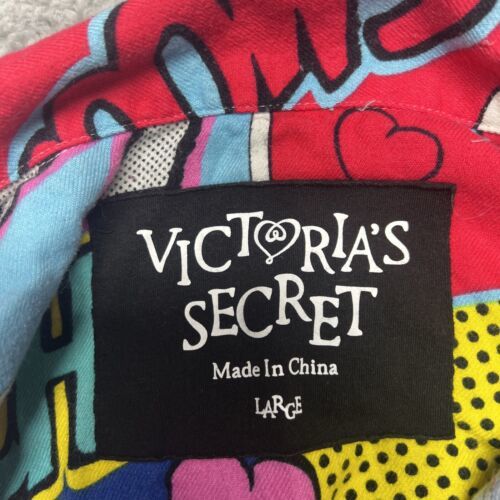 VICTORIA'S
SECRET
Made In China
LARGE